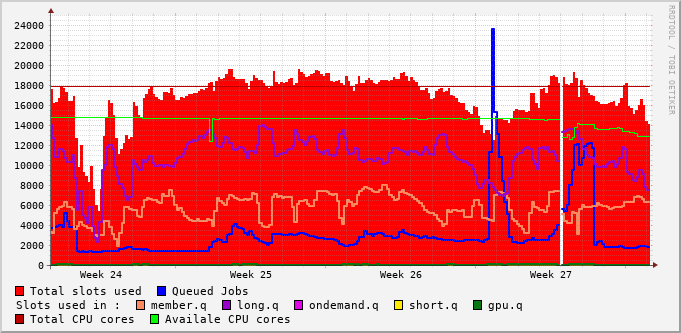 RRDTOOL / TOBI OETIKER
24000
22000
20000
18000
16000
14000
12000
10000
8000
6000
4000
2000
0
Week 24 Week 25 Week 26 Week 27
Total slots used Queued Jobs
Slots used in : member.q long.q ondemand.q short.q gpu.q
Total CPU cores Availale CPU cores